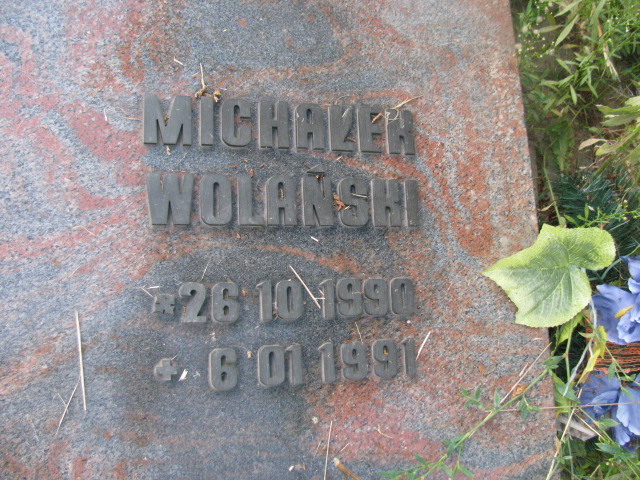 MICHAŁEK
WOLAŃSKI
* 26 10 1990
+ 6 01 1991